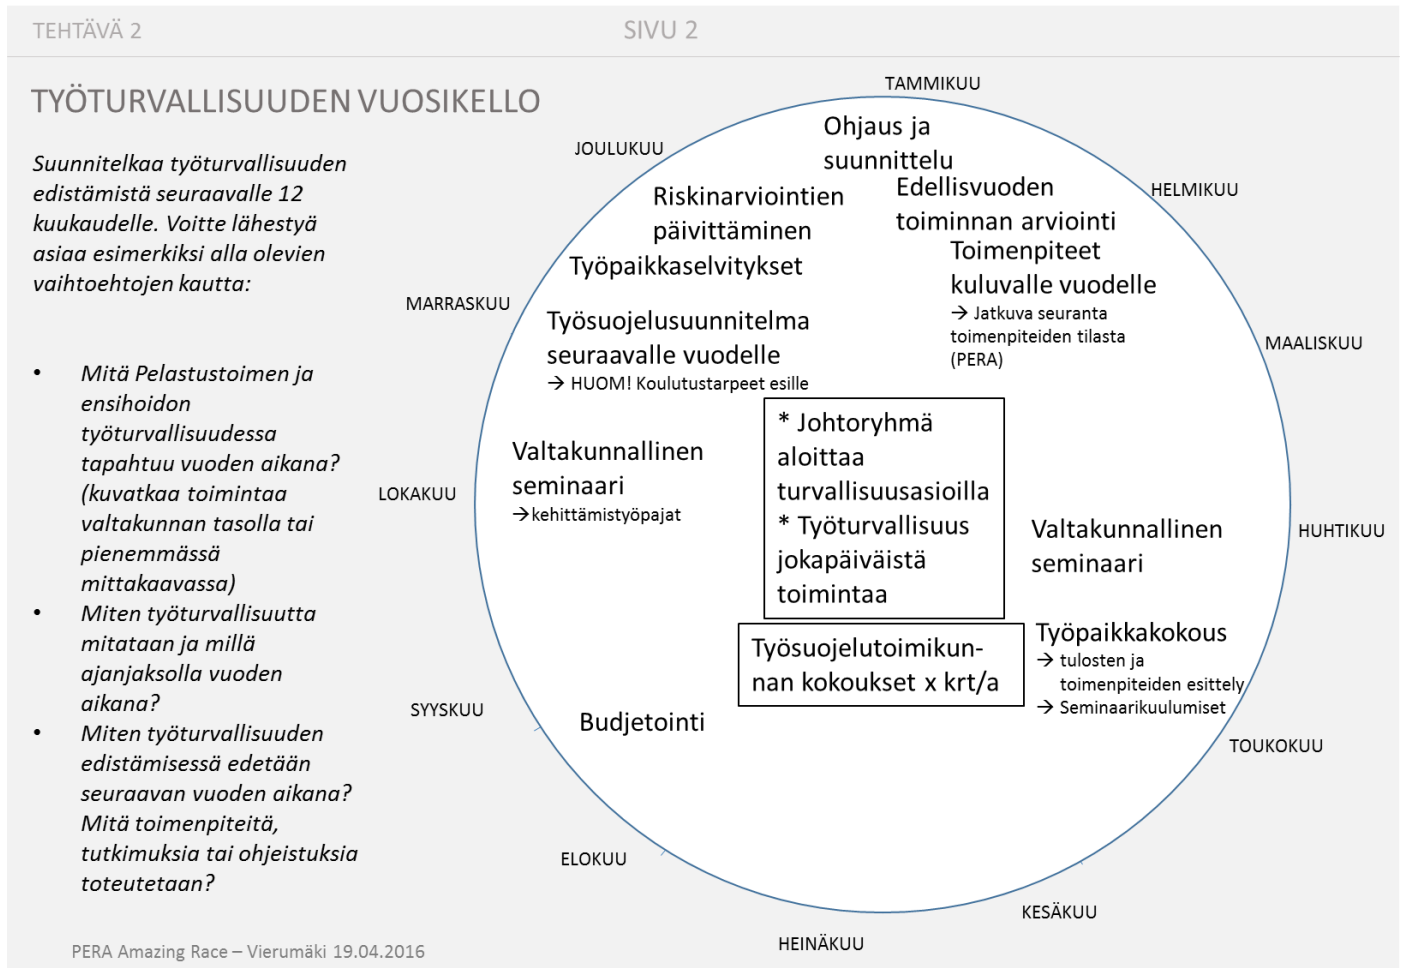 TEHTÄVÄ 2
SIVU 2
TYÖTURVALLISUUDEN VUOSIKELLO
Suunnitelkaa työturvallisuuden
edistämistä seuraavalle 12
kuukaudelle. Voitte lähestyä
asiaa esimerkiksi alla olevien
vaihtoehtojen kautta:
• Mitä Pelastustoimen ja
ensihoidon
työturvallisuudessa
tapahtuu vuoden aikana?
(kuvatkaa toimintaa
valtakunnan tasolla tai
pienemmässä
mittakaavassa)
• Miten työturvallisuutta
mitataan ja millä
ajanjaksolla vuoden
aikana?
• Miten työturvallisuuden
edistämisessä edetään
seuraavan vuoden aikana?
Mitä toimenpiteitä,
tutkimuksia tai ohjeistuksia
toteutetaan?
TAMMIKUU
HELMIKUU
MAALISKUU
HUHTIKUU
TOUKOKUU
KESÄKUU
HEINÄKUU
ELOKUU
SYYSKUU
LOKAKUU
MARRASKUU
JOULUKUU
Ohjaus ja
suunnittelu
Edellisvuoden
toiminnan arviointi
Toimenpiteet
kuluvalle vuodelle
→ Jatkuva seuranta
toimenpiteiden tilasta
(PERA)
Valtakunnallinen
seminaari
Työpaikkakokous
→ tulosten ja
toimenpiteiden esittely
→ Seminaarikuulumiset
Budjetointi
Valtakunnallinen
seminaari
→kehittämistyöpajat
Työsuojelusuunnitelma
seuraavalle vuodelle
→ HUOM! Koulutustarpeet esille
Työpaikkaselvitykset
Riskinarviointien
päivittäminen
* Johtoryhmä
aloittaa
turvallisuusasioilla
* Työturvallisuus
jokapäiväistä
toimintaa
Työsuojelutoimikun-
nan kokoukset x krt/a
PERA Amazing Race – Vierumäki 19.04.2016